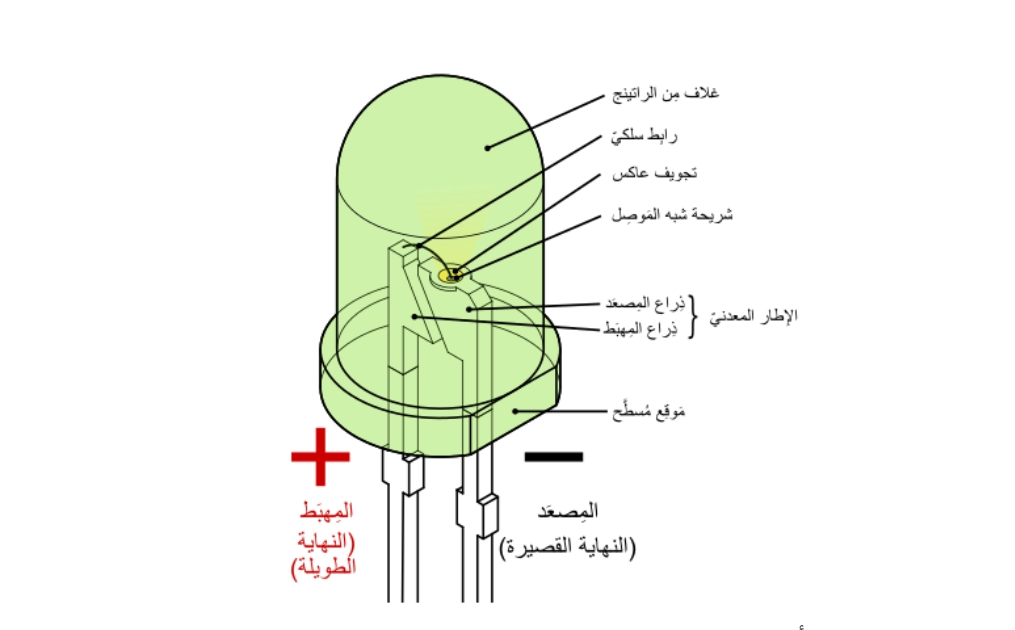 غلاف مِن الراتينج
رابِط سلكيّ
تجويف عاكس
شريحة شبه المَوصِل
ذِراع المِصعَد
ذِراع المِهبَط
الإطار المعدنيّ
مَوقِع مُسطَّح
المِهبَط
(النهاية
الطويلة)
المِصعَد
(النهاية القصيرة)